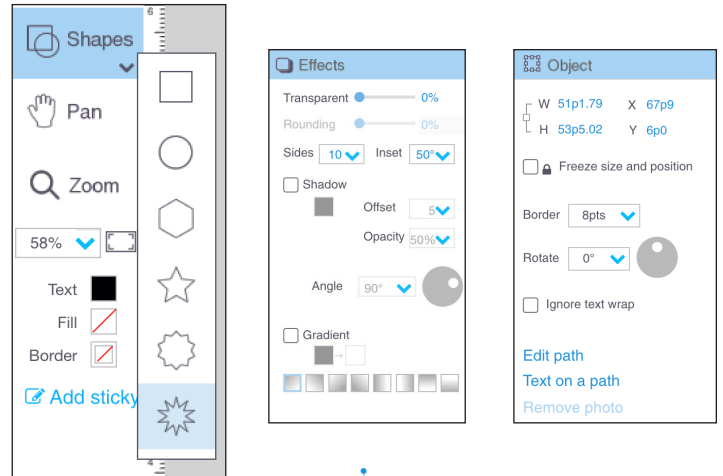 6
Shapes
Pan
Zoom
58%
Text
Fill
Border
Add sticky
4
Effects
Transparent 0%
Rounding 0%
Sides 10 Inset 50°
Shadow
Offset 5
Opacity 50%
Angle 90°
Gradient
→
Object
W 51p1.79 X 67p9
H 53p5.02 Y 6p0
Freeze size and position
Border 8pts
Rotate 0°
Ignore text wrap
Edit path
Text on a path
Remove photo